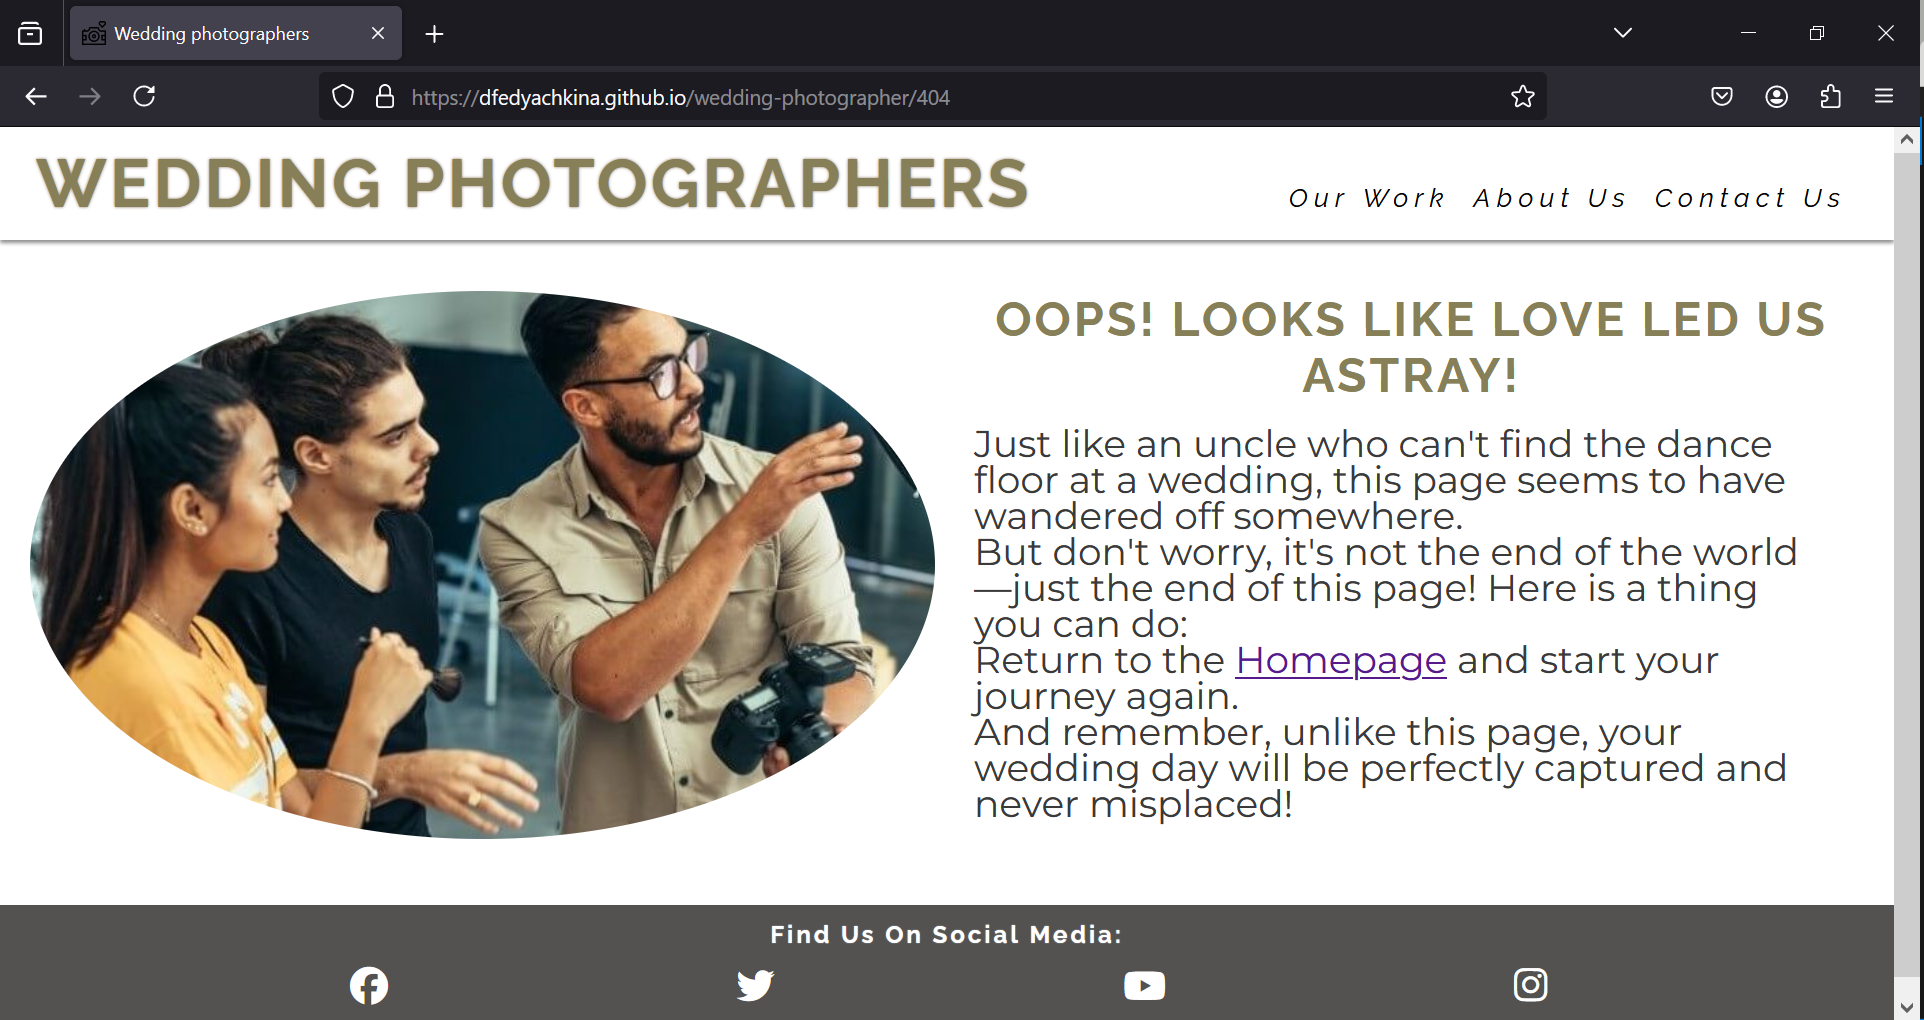 Wedding photographers
https://dfedyachkina.github.io/wedding-photographer/404
WEDDING PHOTOGRAPHERS
Our Work About Us Contact Us
OOPS! LOOKS LIKE LOVE LED US
ASTRAY!
Just like an uncle who can't find the dance
floor at a wedding, this page seems to have
wandered off somewhere.
But don't worry, it's not the end of the world
—just the end of this page! Here is a thing
you can do:
Return to the Homepage and start your
journey again.
And remember, unlike this page, your
wedding day will be perfectly captured and
never misplaced!
Find Us On Social Media: